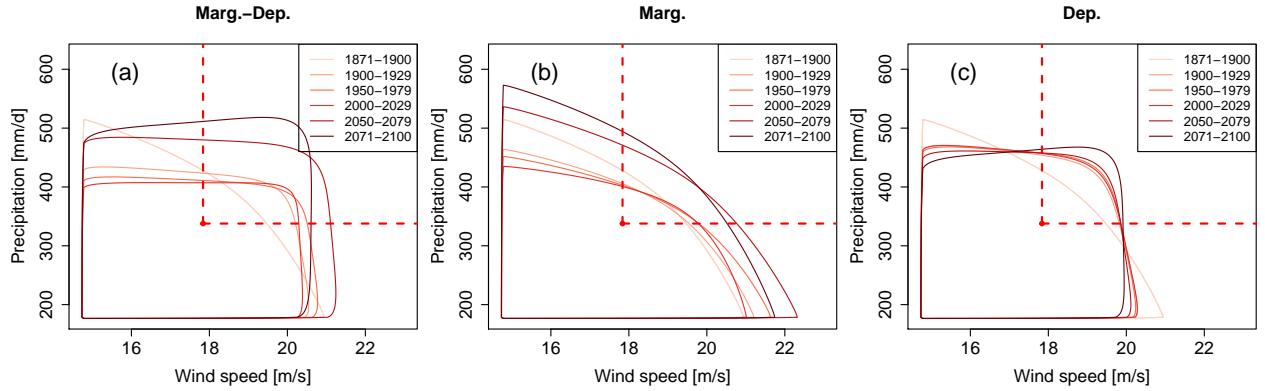 Marg.−Dep.
(a)
1871−1900
1900−1929
1950−1979
2000−2029
2050−2079
2071−2100
Precipitation [mm/d]
200 300 400 500 600
16 18 20 22
Wind speed [m/s]
Marg.
(b)
1871−1900
1900−1929
1950−1979
2000−2029
2050−2079
2071−2100
Precipitation [mm/d]
200 300 400 500 600
16 18 20 22
Wind speed [m/s]
Dep.
(c)
1871−1900
1900−1929
1950−1979
2000−2029
2050−2079
2071−2100
Precipitation [mm/d]
200 300 400 500 600
16 18 20 22
Wind speed [m/s]